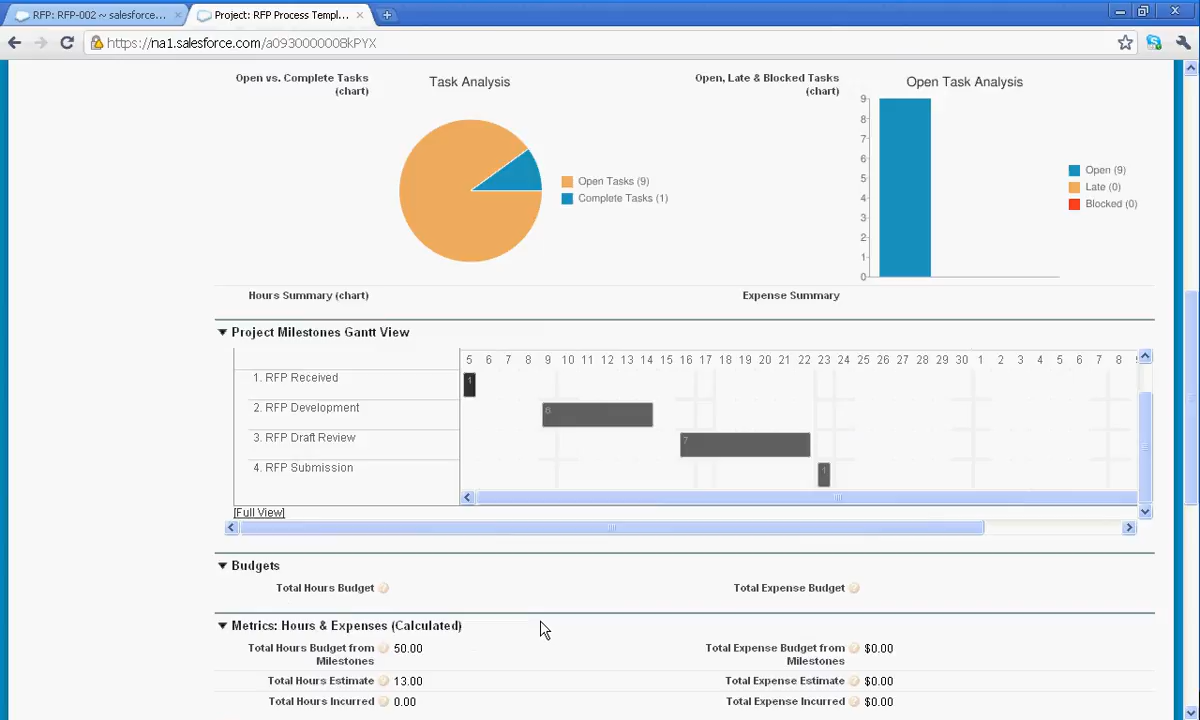 RFP: RFP-002 ~ salesforce...
Project: RFP Process Templ...
https://na1.salesforce.com/a0930000008kPYX
Open vs. Complete Tasks
(chart)
Task Analysis
Open Tasks (9)
Complete Tasks (1)
Open, Late & Blocked Tasks
(chart)
Open Task Analysis
9
8
7
6
5
4
3
2
1
0
Open (9)
Late (0)
Blocked (0)
Hours Summary (chart)
Expense Summary
Project Milestones Gantt View
5 6 7 8 9 10 11 12 13 14 15 16 17 18 19 20 21 22 23 24 25 26 27 28 29 30 1 2 3 4 5 6 7 8
1. RFP Received
1
2. RFP Development
6
3. RFP Draft Review
7
4. RFP Submission
1
[Full View]
Budgets
Total Hours Budget
Total Expense Budget
Metrics: Hours & Expenses (Calculated)
Total Hours Budget from
Milestones
50.00
Total Expense Budget from
Milestones
$0.00
Total Hours Estimate 13.00
Total Expense Estimate $0.00
Total Hours Incurred 0.00
Total Expense Incurred $0.00